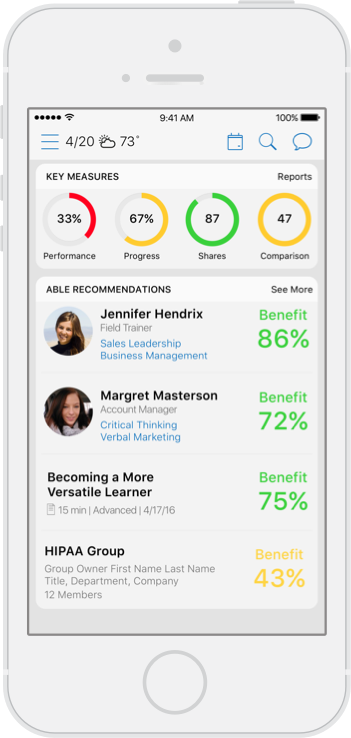 9:41 AM
100%
4/20
73°
KEY MEASURES
Reports
33%
67%
87
47
Performance
Progress
Shares
Comparison
ABLE RECOMMENDATIONS
See More
Jennifer Hendrix
Field Trainer
Sales Leadership
Business Management
Benefit
86%
Margret Masterson
Account Manager
Critical Thinking
Verbal Marketing
Benefit
72%
Becoming a More
Versatile Learner
15 min | Advanced | 4/17/16
Benefit
75%
HIPAA Group
Group Owner First Name Last Name
Title, Department, Company
12 Members
Benefit
43%